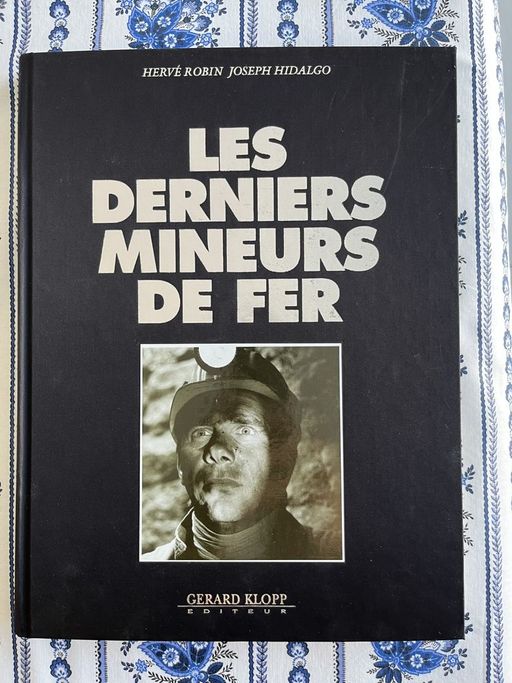 HERVÉ ROBIN JOSEPH HIDALGO
LES
DERNIERS
MINEURS
DE FER
GERARD KLOPP
EDITEUR